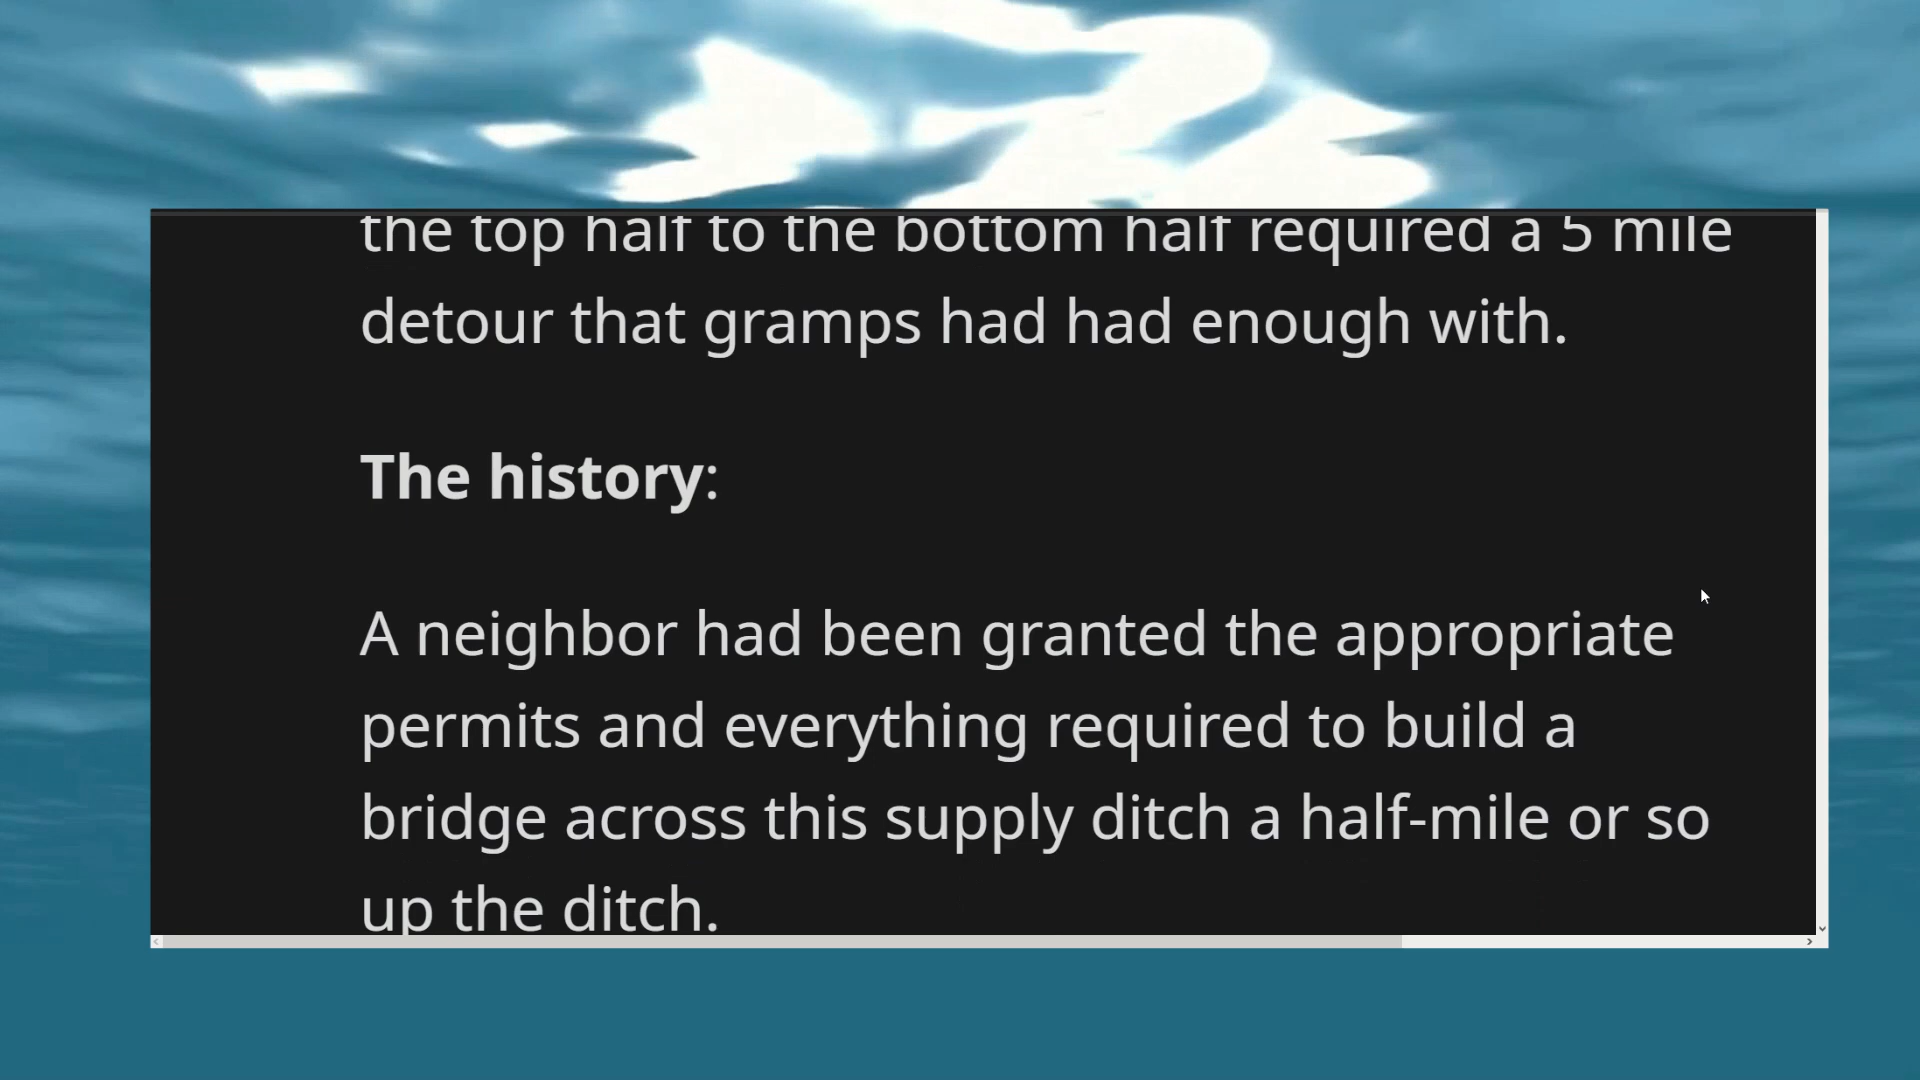 the top half to the bottom half required a 5 mile
detour that gramps had had enough with.
The history:
A neighbor had been granted the appropriate
permits and everything required to build a
bridge across this supply ditch a half-mile or so
up the ditch.